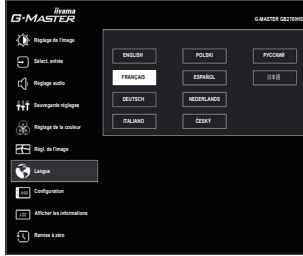 iiyama
G-MASTER
G-MASTER GB2760HS
Réglage de l'image
Sélect. entrée
Réglage audio
Sauvegarde réglages
Réglage de la couleur
Régl. de l'image
Langue
Configuration
Afficher les informations
Remise à zéro
ENGLISH
POLSKI
РУССКИЙ
FRANÇAIS
ESPAÑOL
日本語
DEUTSCH
NEDERLANDS
ITALIANO
ČESKÝ